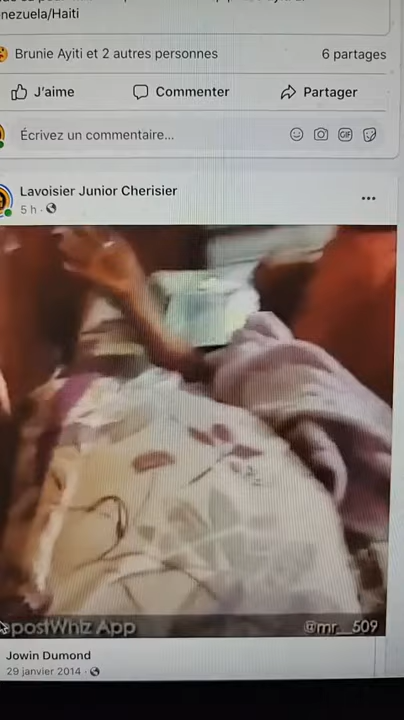 nezuela/Haiti
Brunie Ayiti et 2 autres personnes
6 partages
J'aime
Commenter
Partager
Écrivez un commentaire...
GIF
Lavoisier Junior Cherisier
5 h ·
postWhiz App
@mr_509
Jowin Dumond
29 janvier 2014 ·